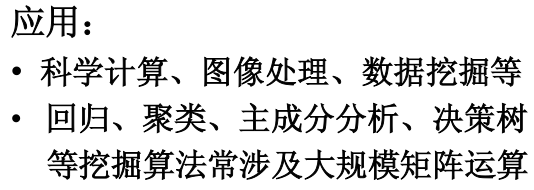 应用：
• 科学计算、图像处理、数据挖掘等
• 回归、聚类、主成分分析、决策树
等挖掘算法常涉及大规模矩阵运算